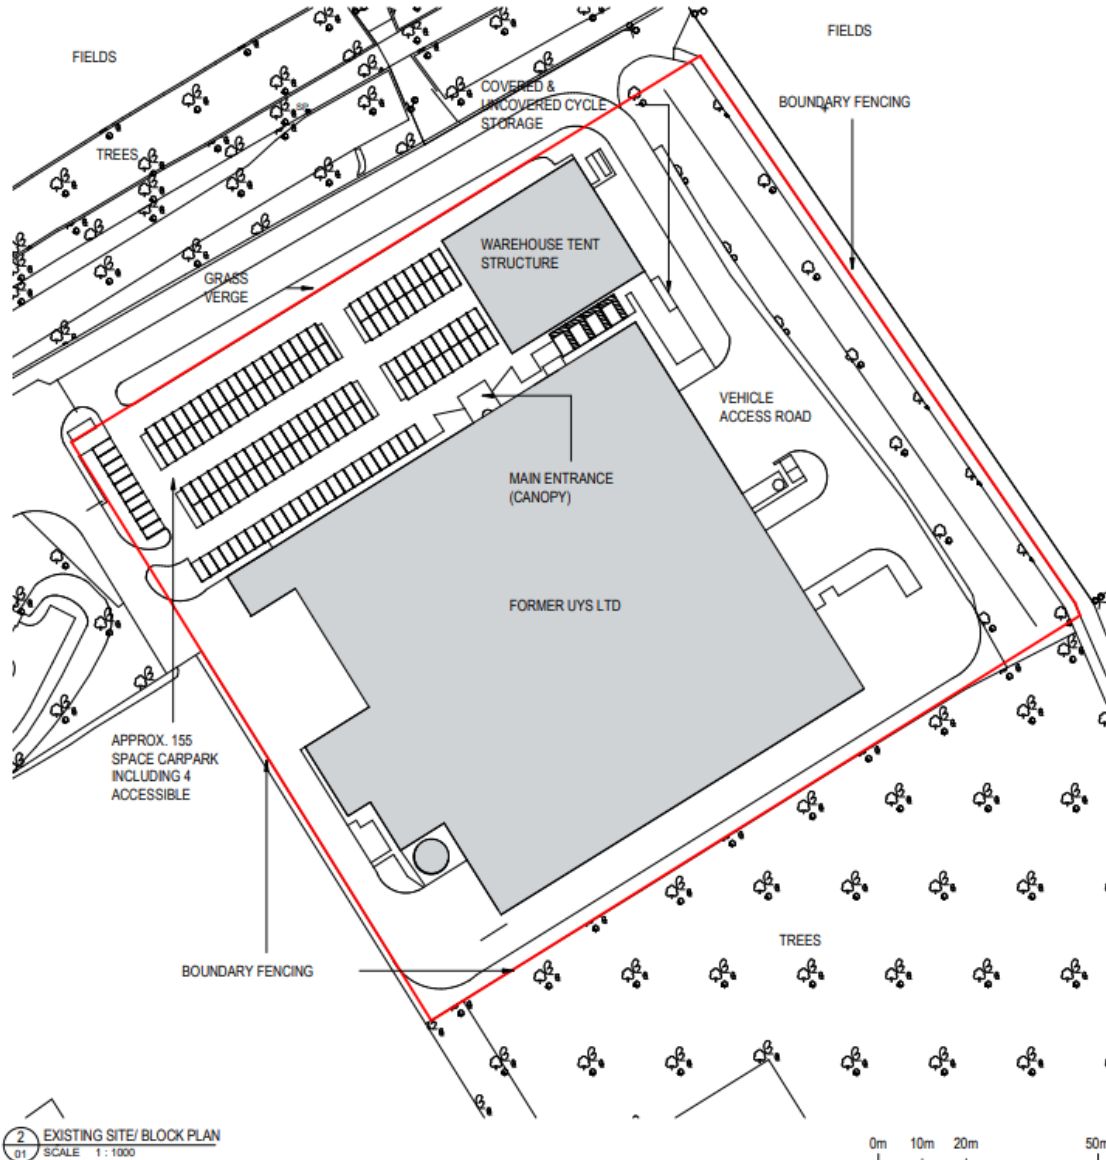 FIELDS
FIELDS
COVERED &
UNCOVERED CYCLE
STORAGE
BOUNDARY FENCING
TREES
WAREHOUSE TENT
STRUCTURE
GRASS
VERGE
VEHICLE
ACCESS ROAD
MAIN ENTRANCE
(CANOPY)
FORMER UYS LTD
APPROX. 155
SPACE CARPARK
INCLUDING 4
ACCESSIBLE
TREES
BOUNDARY FENCING
2
01
EXISTING SITE/ BLOCK PLAN
SCALE 1 : 1000
0m 10m 20m 50m